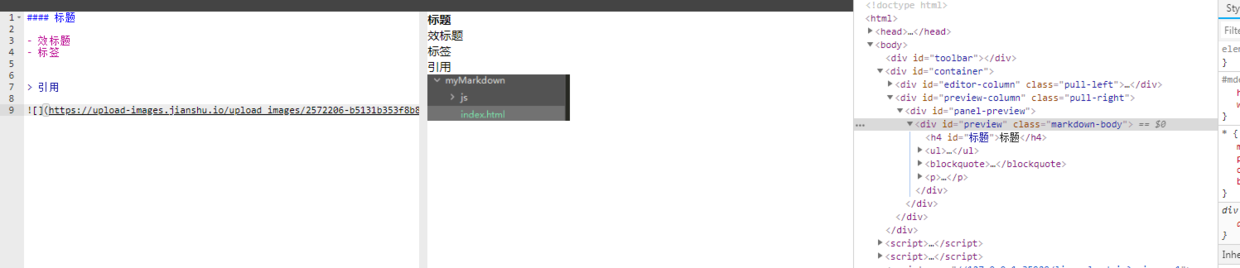 1 #### 标题
2
3 - 效标题
4 - 标签
5
6
7 > 引用
8
9 ![](https://upload-images.jianshu.io/upload_images/2572206-b5131b353f8b8
标题
效标题
标签
引用
myMarkdown
js
index.html
<!doctype html>
<html>
<head>…</head>
<body>
<div id="toolbar"></div>
<div id="container">
<div id="editor-column" class="pull-left">…</div>
<div id="preview-column" class="pull-right">
<div id="panel-preview">
<div id="preview" class="markdown-body"> == $0
<h4 id="标题">标题</h4>
<ul>…</ul>
<blockquote>…</blockquote>
<p>…</p>
</div>
</div>
</div>
</div>
<script>…</script>
<script>…</script>
Sty
Filte
elem
}
#mde
h
w
}
* {
m
p
d
b
}
div
d
}
Inhe